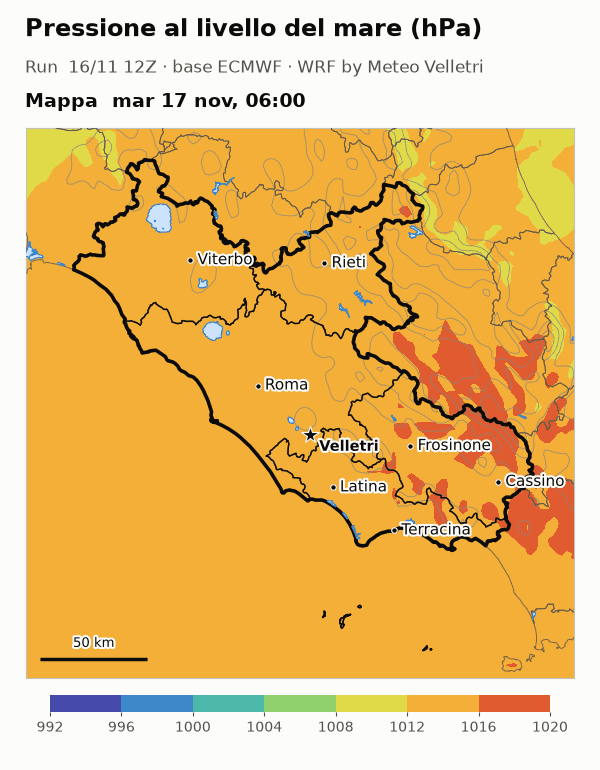 Pressione al livello del mare (hPa)
Run  16/11 12Z · base ECMWF · WRF by Meteo Velletri
Mappa  mar 17 nov, 06:00
Viterbo
Rieti
Roma
Velletri
Frosinone
Cassino
Latina
Terracina
50 km
992 996 1000 1004 1008 1012 1016 1020